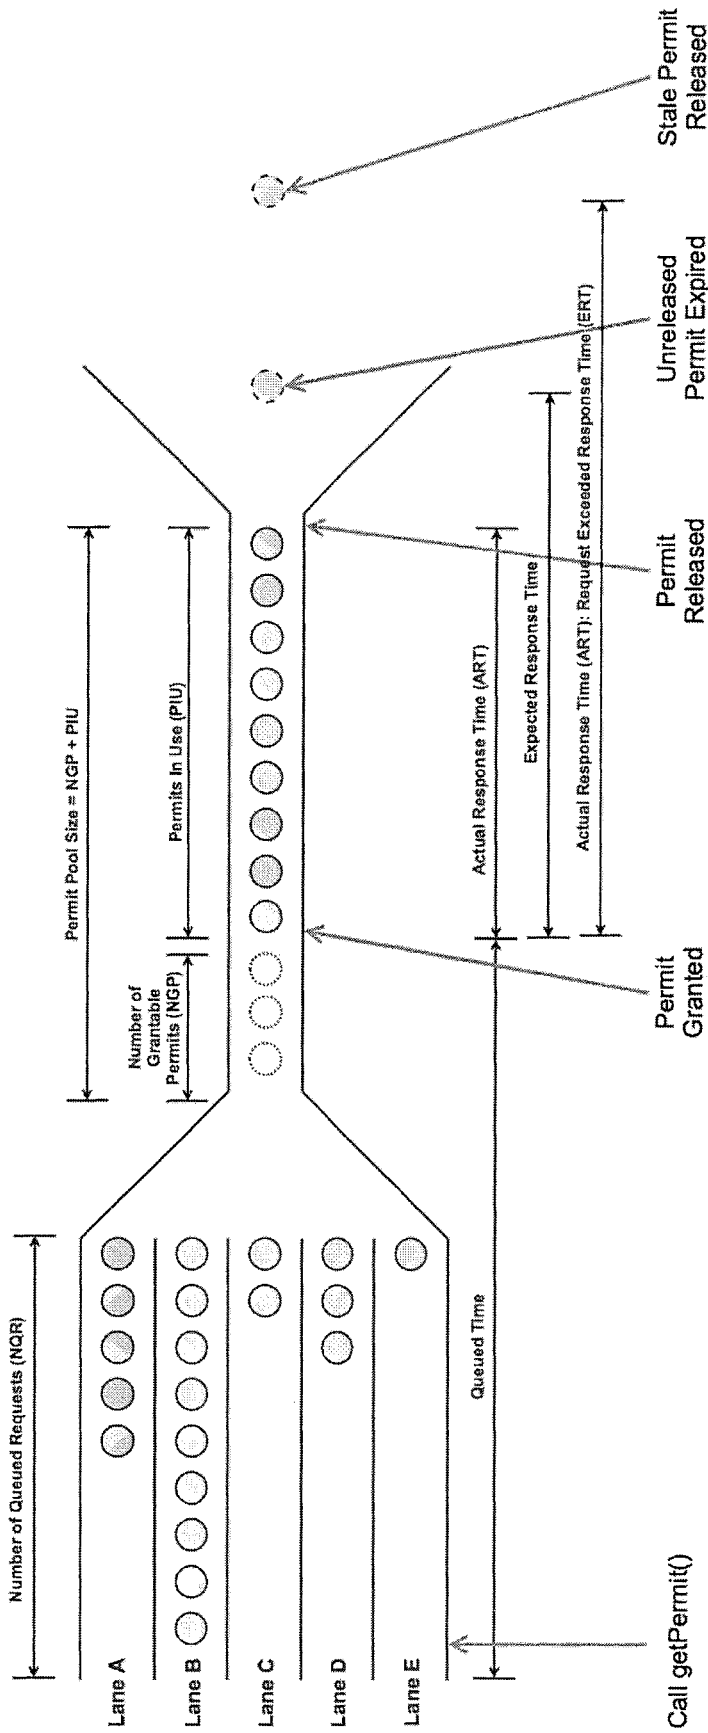 Number of Queued Requests (NQR)
Permit Pool Size = NGP + PIU
Number of
Grantable
Permits (NGP)
Permits In Use (PIU)
Lane A
Lane B
Lane C
Lane D
Lane E
Queued Time
Actual Response Time (ART)
Expected Response Time
Actual Response Time (ART): Request Exceeded Response Time (ERT)
Call getPermit()
Permit
Granted
Permit
Released
Unreleased
Permit Expired
Stale Permit
Released